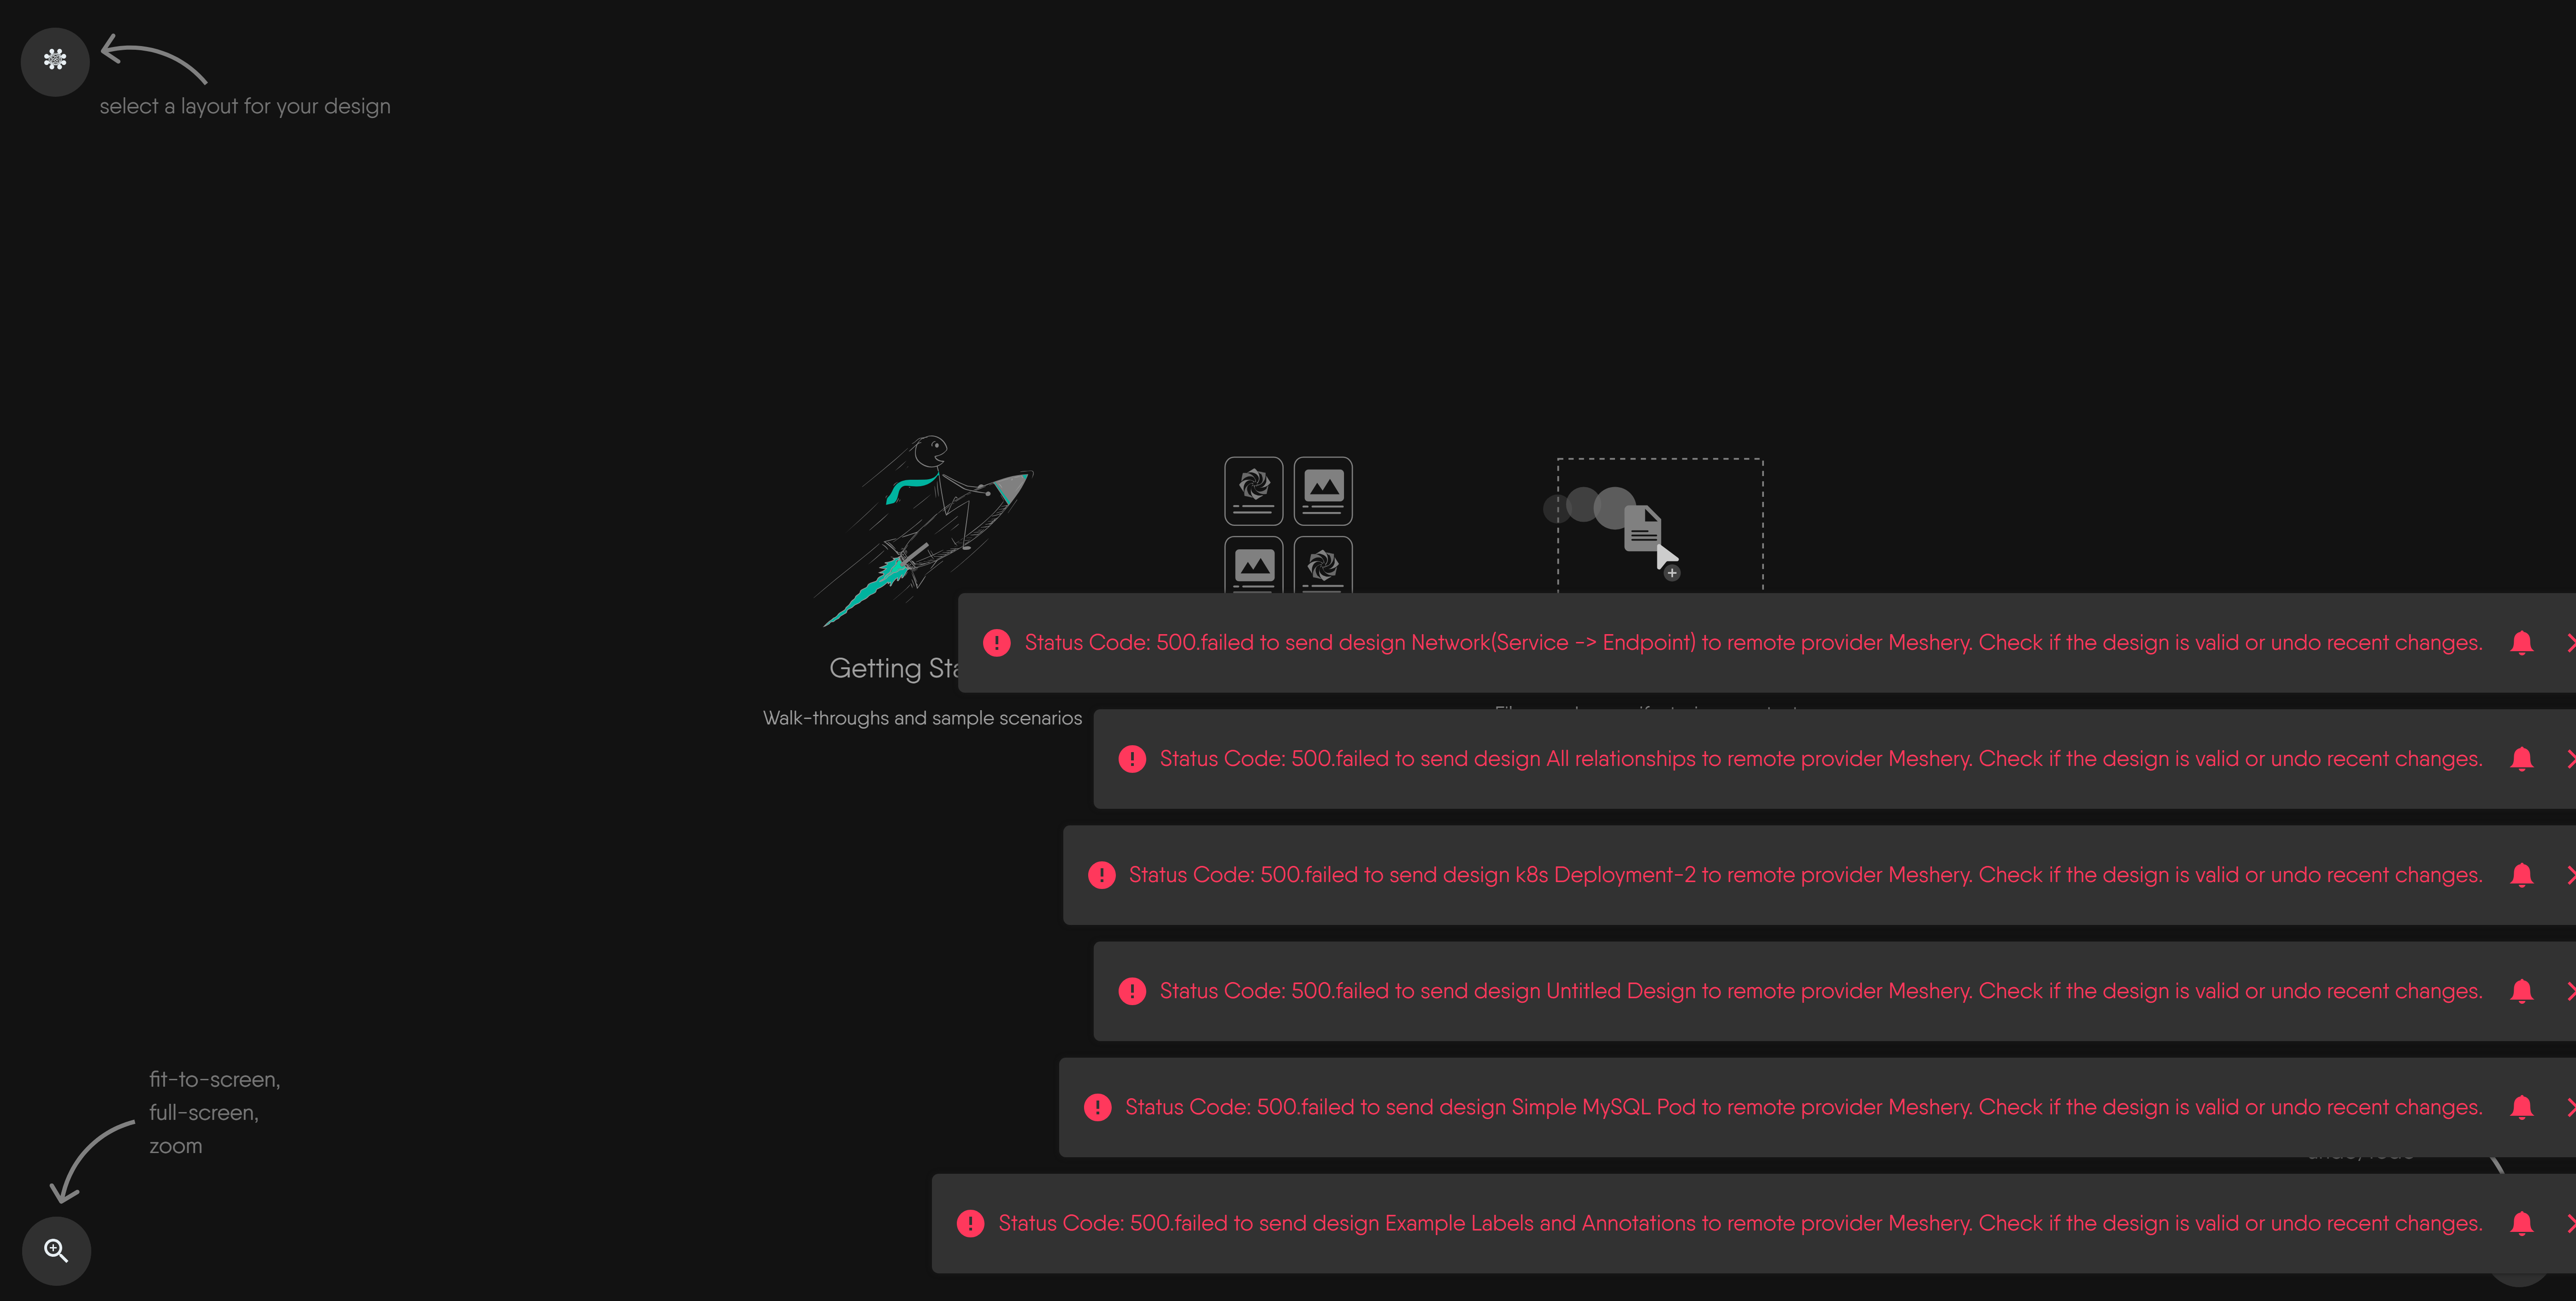 select a layout for your design
Getting Sta
Walk-throughs and sample scenarios
Status Code: 500.failed to send design Network(Service -> Endpoint) to remote provider Meshery. Check if the design is valid or undo recent changes.
Status Code: 500.failed to send design All relationships to remote provider Meshery. Check if the design is valid or undo recent changes.
Status Code: 500.failed to send design k8s Deployment-2 to remote provider Meshery. Check if the design is valid or undo recent changes.
Status Code: 500.failed to send design Untitled Design to remote provider Meshery. Check if the design is valid or undo recent changes.
Status Code: 500.failed to send design Simple MySQL Pod to remote provider Meshery. Check if the design is valid or undo recent changes.
Status Code: 500.failed to send design Example Labels and Annotations to remote provider Meshery. Check if the design is valid or undo recent changes.
fit-to-screen,
full-screen,
zoom